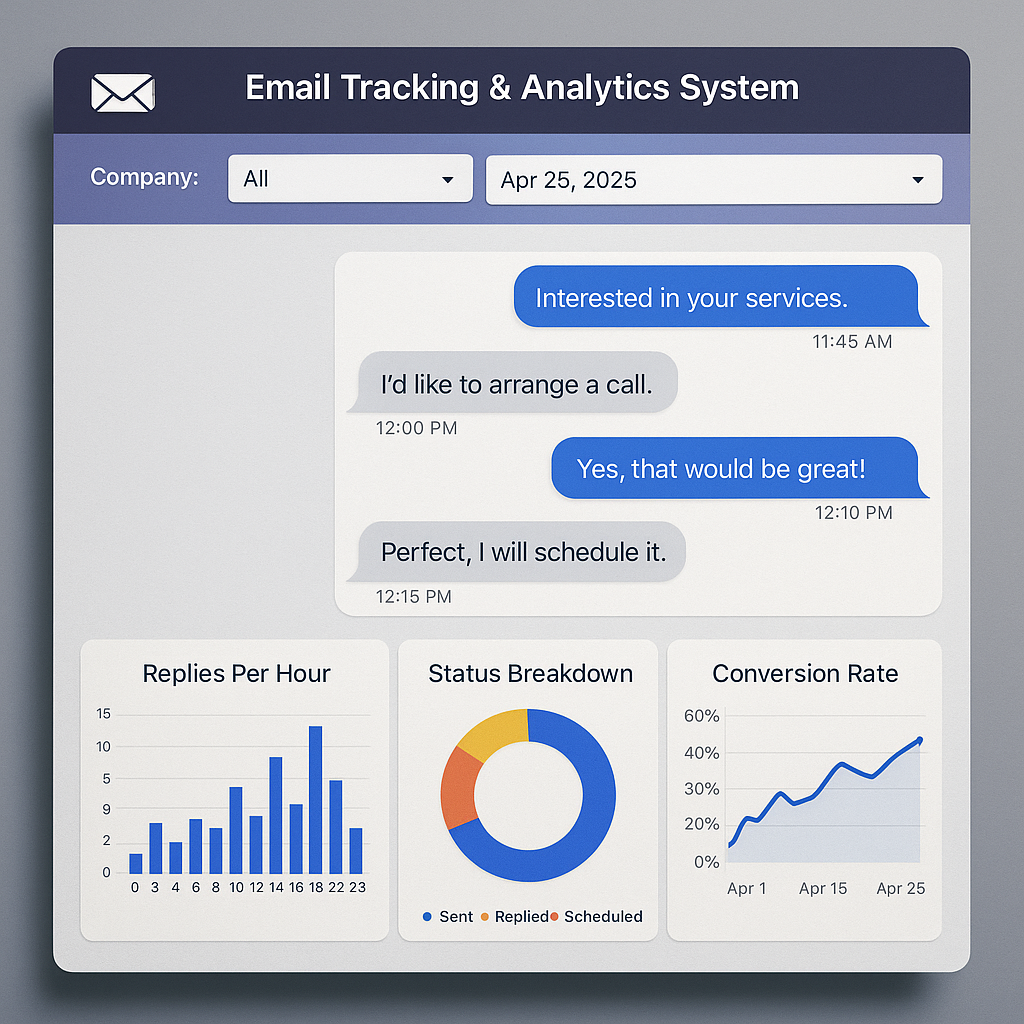 Email Tracking & Analytics System
Company:
All
Apr 25, 2025
Interested in your services.
11:45 AM
I'd like to arrange a call.
12:00 PM
Yes, that would be great!
12:10 PM
Perfect, I will schedule it.
12:15 PM
Replies Per Hour
15
10
5
9
2
0
0 3 4 6 8 10 12 14 16 18 22 23
Status Breakdown
Sent Replied Scheduled
Conversion Rate
60%
40%
30%
20%
0%
Apr 1 Apr 15 Apr 25